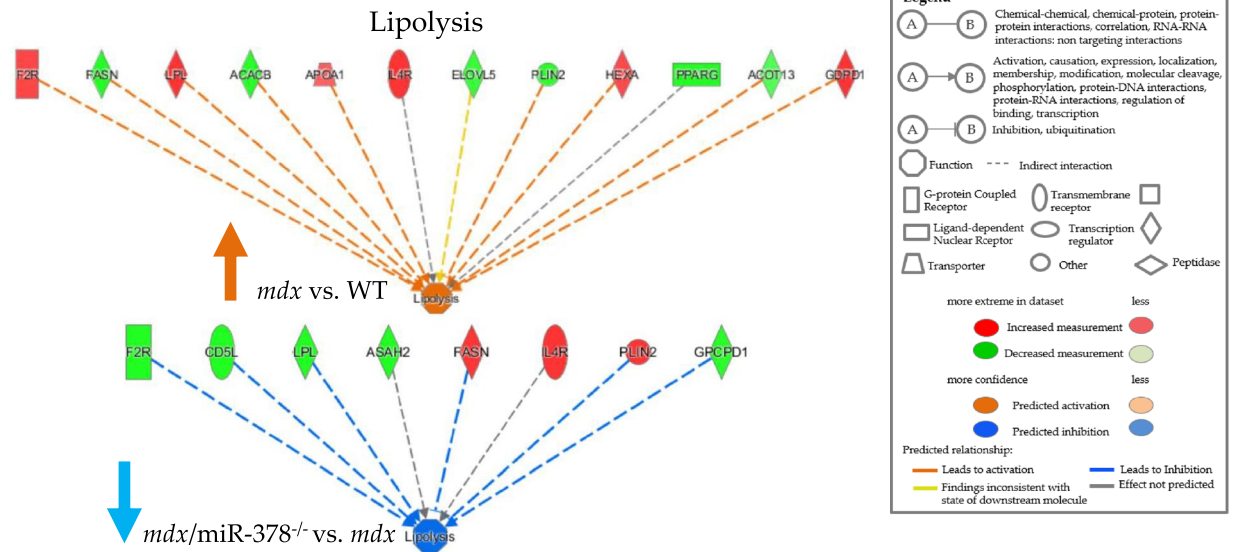 Lipolysis
F2R FASN LPL ACACB APOA1 IL4R ELOVL5 PLIN2 HEXA PPARG ACOT13 GDPD1
Lipolysis
mdx vs. WT
F2R CD5L LPL ASAH2 FASN IL4R PLIN2 GPCPD1
Lipolysis
mdx/miR-378-/- vs. mdx
Legend
A B Chemical-chemical, chemical-protein, protein-
protein interactions, correlation, RNA-RNA
interactions: non targeting interactions
A B Activation, causation, expression, localization,
membership, modification, molecular cleavage,
phosphorylation, protein-DNA interactions,
protein-RNA interactions, regulation of
binding, transcription
A B Inhibition, ubiquitination
Function Indirect interaction
G-protein Coupled
Receptor
Transmembrane
receptor
Ligand-dependent
Nuclear Rceptor
Transcription
regulator
Transporter Other Peptidase
more extreme in dataset less
Increased measurement
Decreased measurement
more confidence less
Predicted activation
Predicted inhibition
Predicted relationship:
Leads to activation Leads to Inhibition
Findings inconsistent with
state of downstream molecule
Effect not predicted